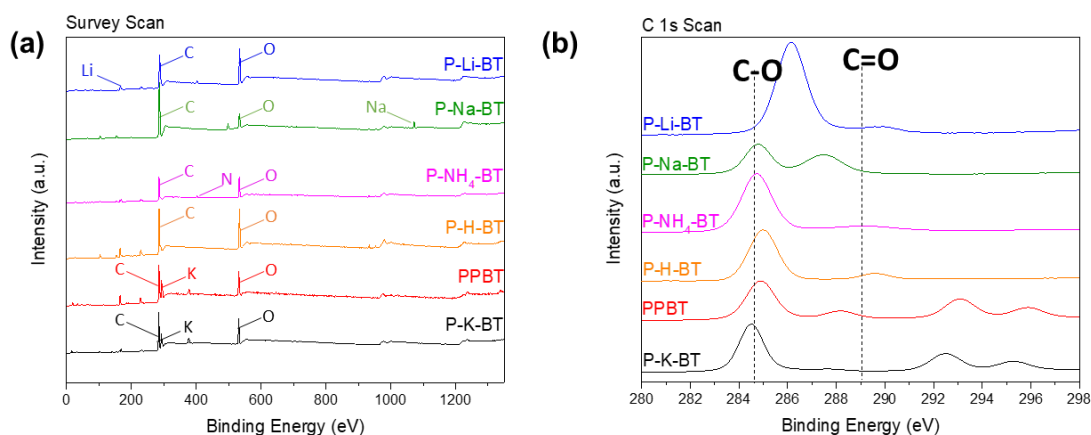 Survey Scan
(a)
Li
C
O
P-Li-BT
C
O
Na
P-Na-BT
C
N
O
P-NH₄-BT
C
O
P-H-BT
C
K
O
PPBT
C
K
O
P-K-BT
Intensity (a.u.)
0 200 400 600 800 1000 1200
Binding Energy (eV)
C 1s Scan
(b)
C-O
C=O
P-Li-BT
P-Na-BT
P-NH₄-BT
P-H-BT
PPBT
P-K-BT
Intensity (a.u.)
280 282 284 286 288 290 292 294 296 298
Binding Energy (eV)